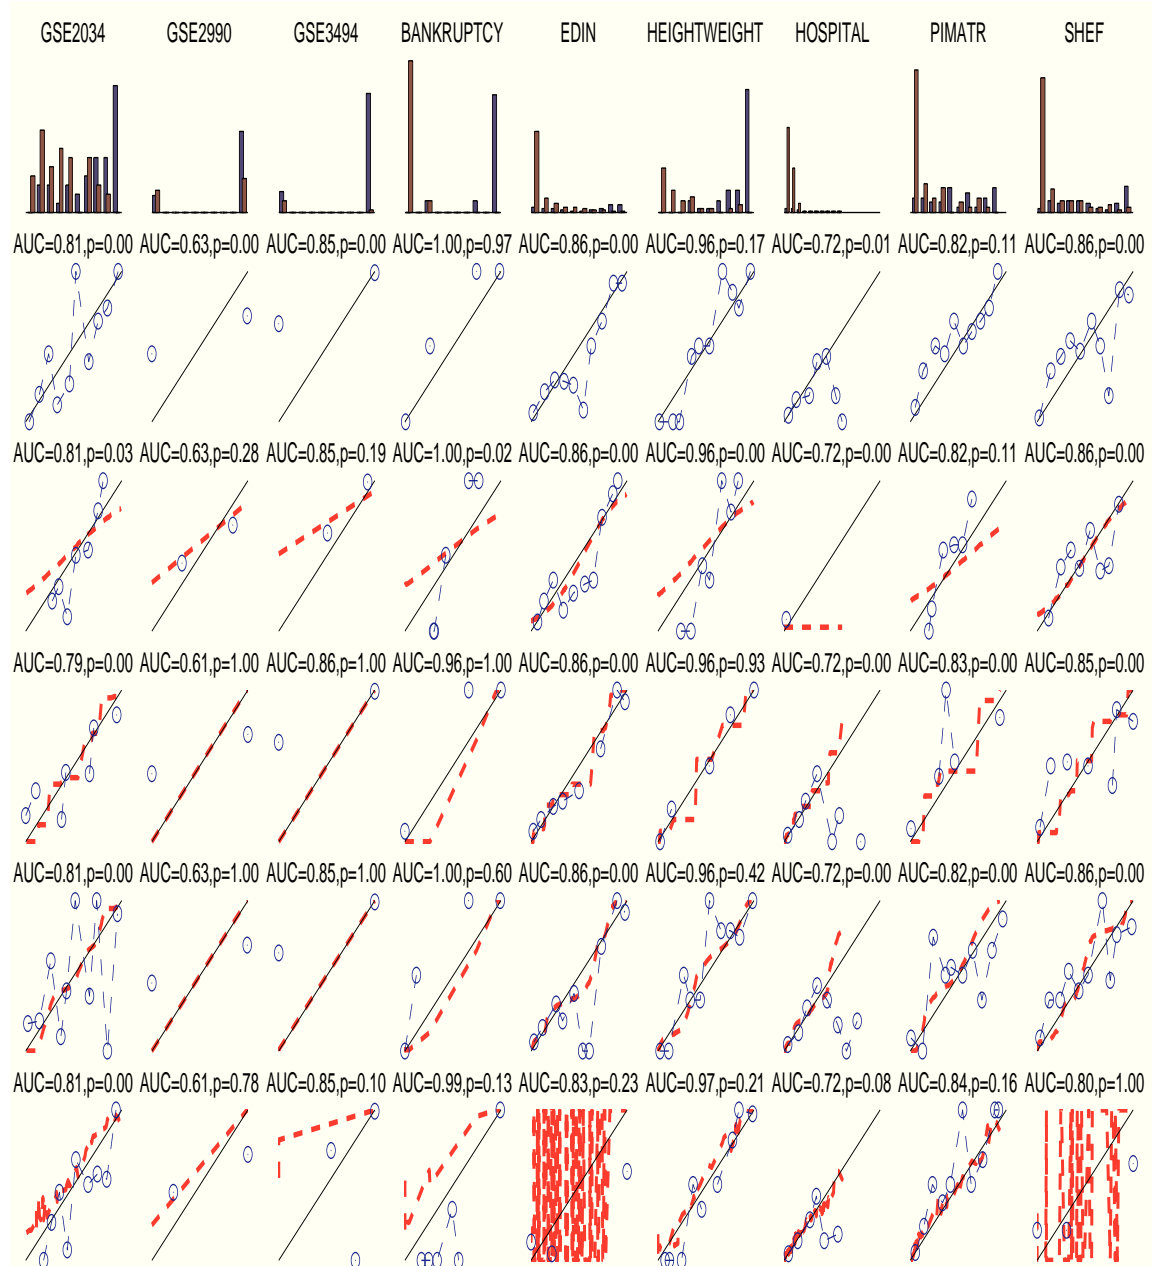 GSE2034 GSE2990 GSE3494 BANKRUPTCY EDIN HEIGHTWEIGHT HOSPITAL PIMATR SHEF
AUC=0.81,p=0.00 AUC=0.63,p=0.00 AUC=0.85,p=0.00 AUC=1.00,p=0.97 AUC=0.86,p=0.00 AUC=0.96,p=0.17 AUC=0.72,p=0.01 AUC=0.82,p=0.11 AUC=0.86,p=0.00
AUC=0.81,p=0.03 AUC=0.63,p=0.28 AUC=0.85,p=0.19 AUC=1.00,p=0.02 AUC=0.86,p=0.00 AUC=0.96,p=0.00 AUC=0.72,p=0.00 AUC=0.82,p=0.11 AUC=0.86,p=0.00
AUC=0.79,p=0.00 AUC=0.61,p=1.00 AUC=0.86,p=1.00 AUC=0.96,p=1.00 AUC=0.86,p=0.00 AUC=0.96,p=0.93 AUC=0.72,p=0.00 AUC=0.83,p=0.00 AUC=0.85,p=0.00
AUC=0.81,p=0.00 AUC=0.63,p=1.00 AUC=0.85,p=1.00 AUC=1.00,p=0.60 AUC=0.86,p=0.00 AUC=0.96,p=0.42 AUC=0.72,p=0.00 AUC=0.82,p=0.00 AUC=0.86,p=0.00
AUC=0.81,p=0.00 AUC=0.61,p=0.78 AUC=0.85,p=0.10 AUC=0.99,p=0.13 AUC=0.83,p=0.23 AUC=0.97,p=0.21 AUC=0.72,p=0.08 AUC=0.84,p=0.16 AUC=0.80,p=1.00